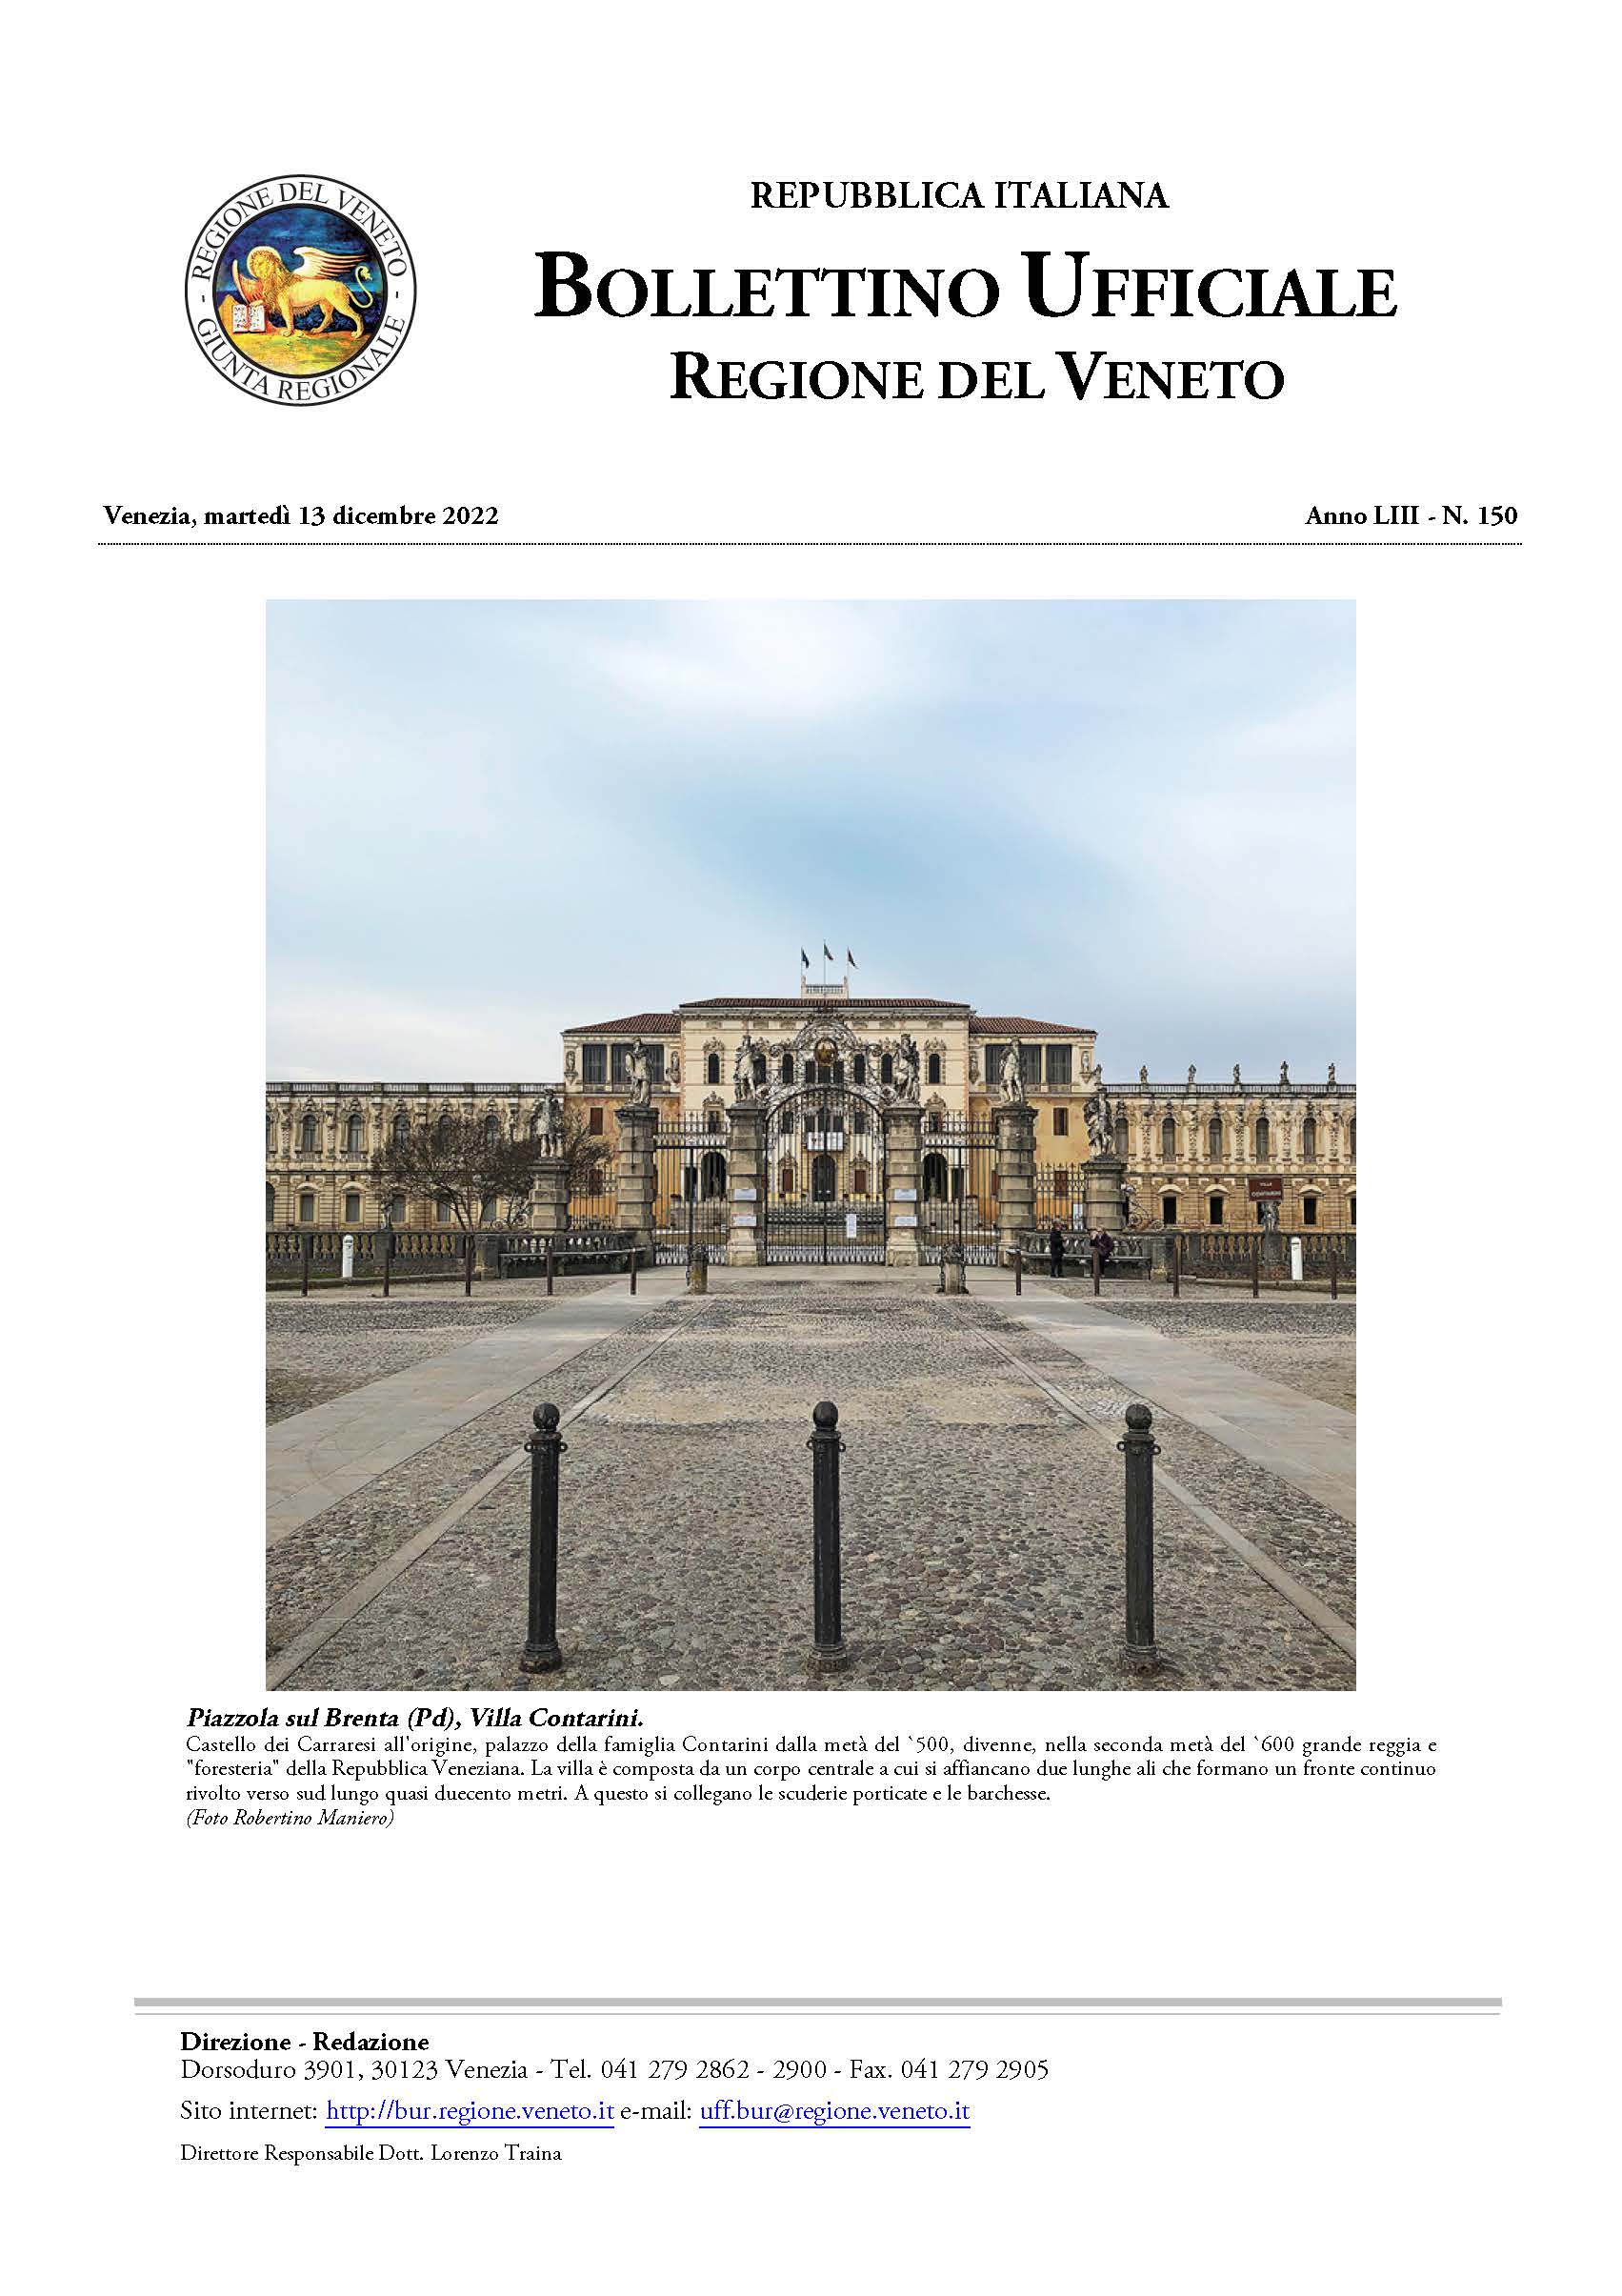 REGIONE DEL VENETO
GIUNTA REGIONALE
REPUBBLICA ITALIANA
BOLLETTINO UFFICIALE
REGIONE DEL VENETO
Venezia, martedì 13 dicembre 2022
Anno LIII - N. 150
VILLA
CONTARINI
Piazzola sul Brenta (Pd), Villa Contarini.
Castello dei Carraresi all'origine, palazzo della famiglia Contarini dalla metà del `500, divenne, nella seconda metà del `600 grande reggia e
"foresteria" della Repubblica Veneziana. La villa è composta da un corpo centrale a cui si affiancano due lunghe ali che formano un fronte continuo
rivolto verso sud lungo quasi duecento metri. A questo si collegano le scuderie porticate e le barchesse.
(Foto Robertino Maniero)
Direzione - Redazione
Dorsoduro 3901, 30123 Venezia - Tel. 041 279 2862 - 2900 - Fax. 041 279 2905
Sito internet: http://bur.regione.veneto.it e-mail: uff.bur@regione.veneto.it
Direttore Responsabile Dott. Lorenzo Traina